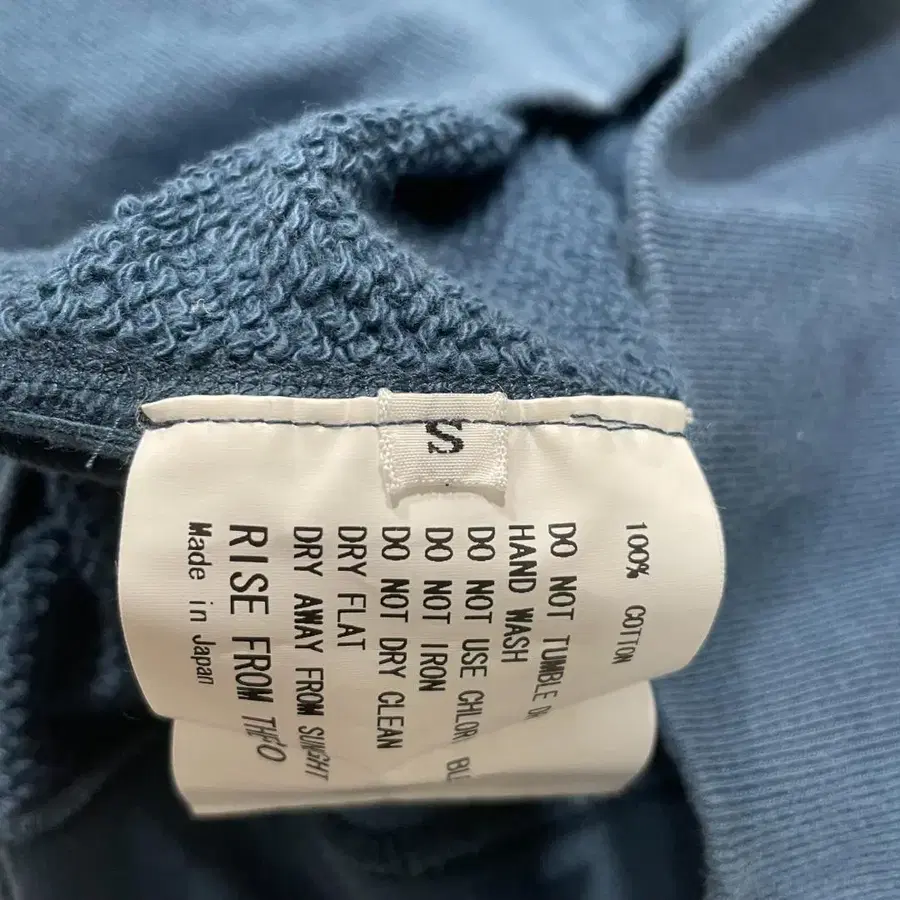 S
100% COTTON
DO NOT TUMBLE
HAND WASH
DO NOT USE CHLOR
DO NOT IRON
DO NOT DRY CLEAN
DRY FLAT
DRY AWAY FROM
RISE FROM
Made in Japan